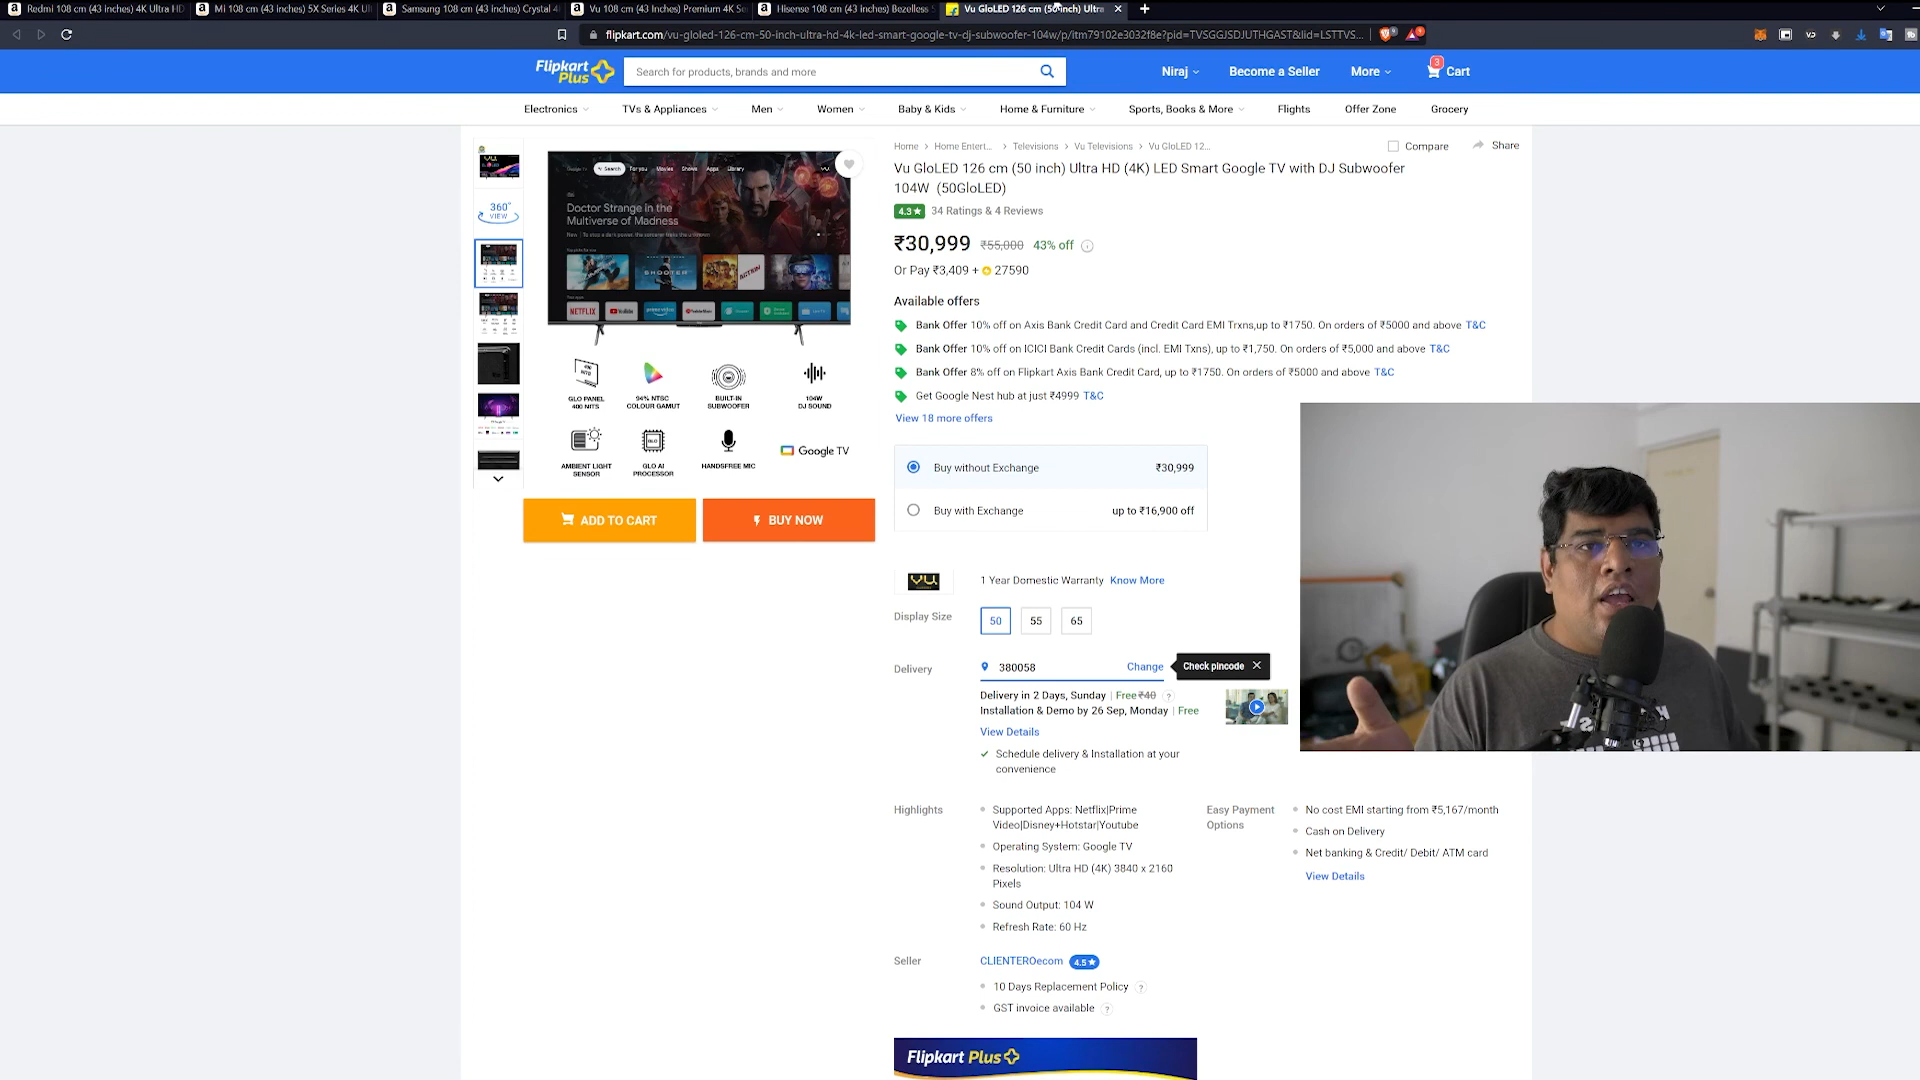 Redmi 108 cm (43 inches) 4K Ultra HD
Mi 108 cm (43 inches) 5X Series 4K Ul
Samsung 108 cm (43 inches) Crystal 4
Vu 108 cm (43 Inches) Premium 4K S
Hisense 108 cm (43 inches) Bezelless
Vu GloLED 126 cm (50 inch) Ultra
flipkart.com/vu-gloled-126-cm-50-inch-ultra-hd-4k-led-smart-google-tv-dj-subwoofer-104w/p/itm79102e3032f8e?pid=TVSGGJSDJUTHGAST&lid=LSTTVS...
Flipkart Plus
Search for products, brands and more
Niraj
Become a Seller
More
3
Cart
Electronics
TVs & Appliances
Men
Women
Baby & Kids
Home & Furniture
Sports, Books & More
Flights
Offer Zone
Grocery
Home
Home Entert...
Televisions
Vu Televisions
Vu GloLED 12...
Compare
Share
Vu GloLED 126 cm (50 inch) Ultra HD (4K) LED Smart Google TV with DJ Subwoofer
104W (50GloLED)
4.3★ 34 Ratings & 4 Reviews
₹30,999 ₹55,000 43% off
Or Pay ₹3,409 + 27590
Available offers
Bank Offer 10% off on Axis Bank Credit Card and Credit Card EMI Trxns,up to ₹1750. On orders of ₹5000 and above T&C
Bank Offer 10% off on ICICI Bank Credit Cards (incl. EMI Txns), up to ₹1,750. On orders of ₹5,000 and above T&C
Bank Offer 8% off on Flipkart Axis Bank Credit Card, up to ₹1750. On orders of ₹5000 and above T&C
Get Google Nest hub at just ₹4999 T&C
View 18 more offers
360°
VIEW
Search For you Movies Shows Apps Library
Doctor Strange in the
Multiverse of Madness
SHOOTER
NETFLIX YouTube prime video
GLO PANEL
400 NITS
94% NTSC
COLOUR GAMUT
BUILT-IN
SUBWOOFER
104W
DJ SOUND
AMBIENT LIGHT
SENSOR
GLO AI
PROCESSOR
HANDSFREE MIC
Google TV
ADD TO CART
BUY NOW
Buy without Exchange ₹30,999
Buy with Exchange up to ₹16,900 off
VU
1 Year Domestic Warranty Know More
Display Size 50 55 65
Delivery 380058 Change
Check pincode
Delivery in 2 Days, Sunday | Free ₹40 ?
Installation & Demo by 26 Sep, Monday | Free
View Details
Schedule delivery & Installation at your
convenience
Highlights
Supported Apps: Netflix|Prime
Video|Disney+Hotstar|Youtube
Operating System: Google TV
Resolution: Ultra HD (4K) 3840 x 2160
Pixels
Sound Output: 104 W
Refresh Rate: 60 Hz
Easy Payment
Options
No cost EMI starting from ₹5,167/month
Cash on Delivery
Net banking & Credit/ Debit/ ATM card
View Details
Seller
CLIENTEROecom 4.5★
10 Days Replacement Policy ?
GST invoice available ?
Flipkart Plus